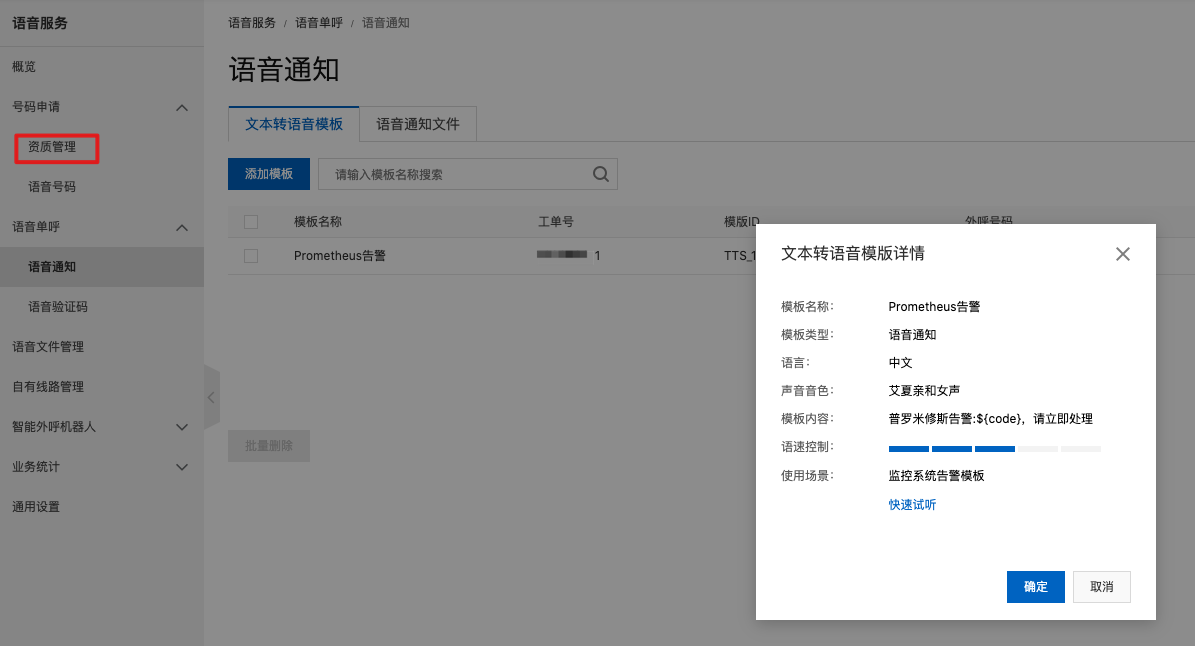 语音服务
概览
号码申请
资质管理
语音号码
语音单呼
语音通知
语音验证码
语音文件管理
自有线路管理
智能外呼机器人
业务统计
通用设置
语音服务 / 语音单呼 / 语音通知
语音通知
文本转语音模板 语音通知文件
添加模板 请输入模板名称搜索
模板名称 工单号 模版ID 外呼号码
Prometheus告警 1 TTS_1
批量删除
文本转语音模版详情
模板名称: Prometheus告警
模板类型: 语音通知
语言: 中文
声音音色: 艾夏亲和女声
模板内容: 普罗米修斯告警:${code}，请立即处理
语速控制:
使用场景: 监控系统告警模板
快速试听
确定 取消